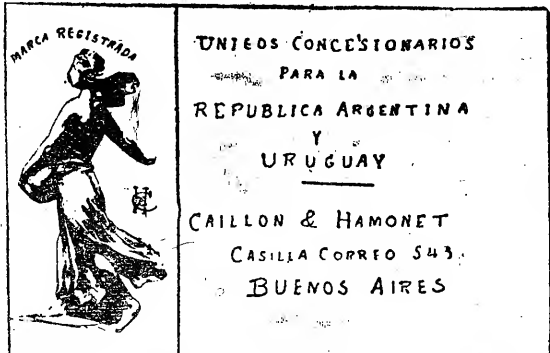 MARCA REGISTRADA
UNICOS CONCESIONARIOS
PARA LA
REPUBLICA ARGENTINA
Y
URUGUAY
CAILLON & HAMONET
CASILLA CORREO 543.
BUENOS AIRES